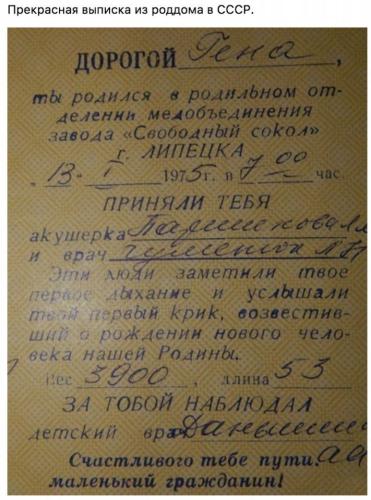 Прекрасная выписка из роддома в СССР.
ДОРОГОЙ Гена,
ты родился в родильном от-
делении медобъединения
завода «Свободный сокол»
г. ЛИПЕЦКА
„13" I 1975г. в 7 00 час.
ПРИНЯЛИ ТЕБЯ
акушерка
и врач
Эти люди заметили твое
первое дыхание и услышали
твой первый крик, возвестив-
ший о рождении нового чело-
века нашей Родины.
Вес 3900, длина 53
ЗА ТОБОЙ НАБЛЮДАЛ
детский врач
Счастливого тебе пути,
маленький гражданин!